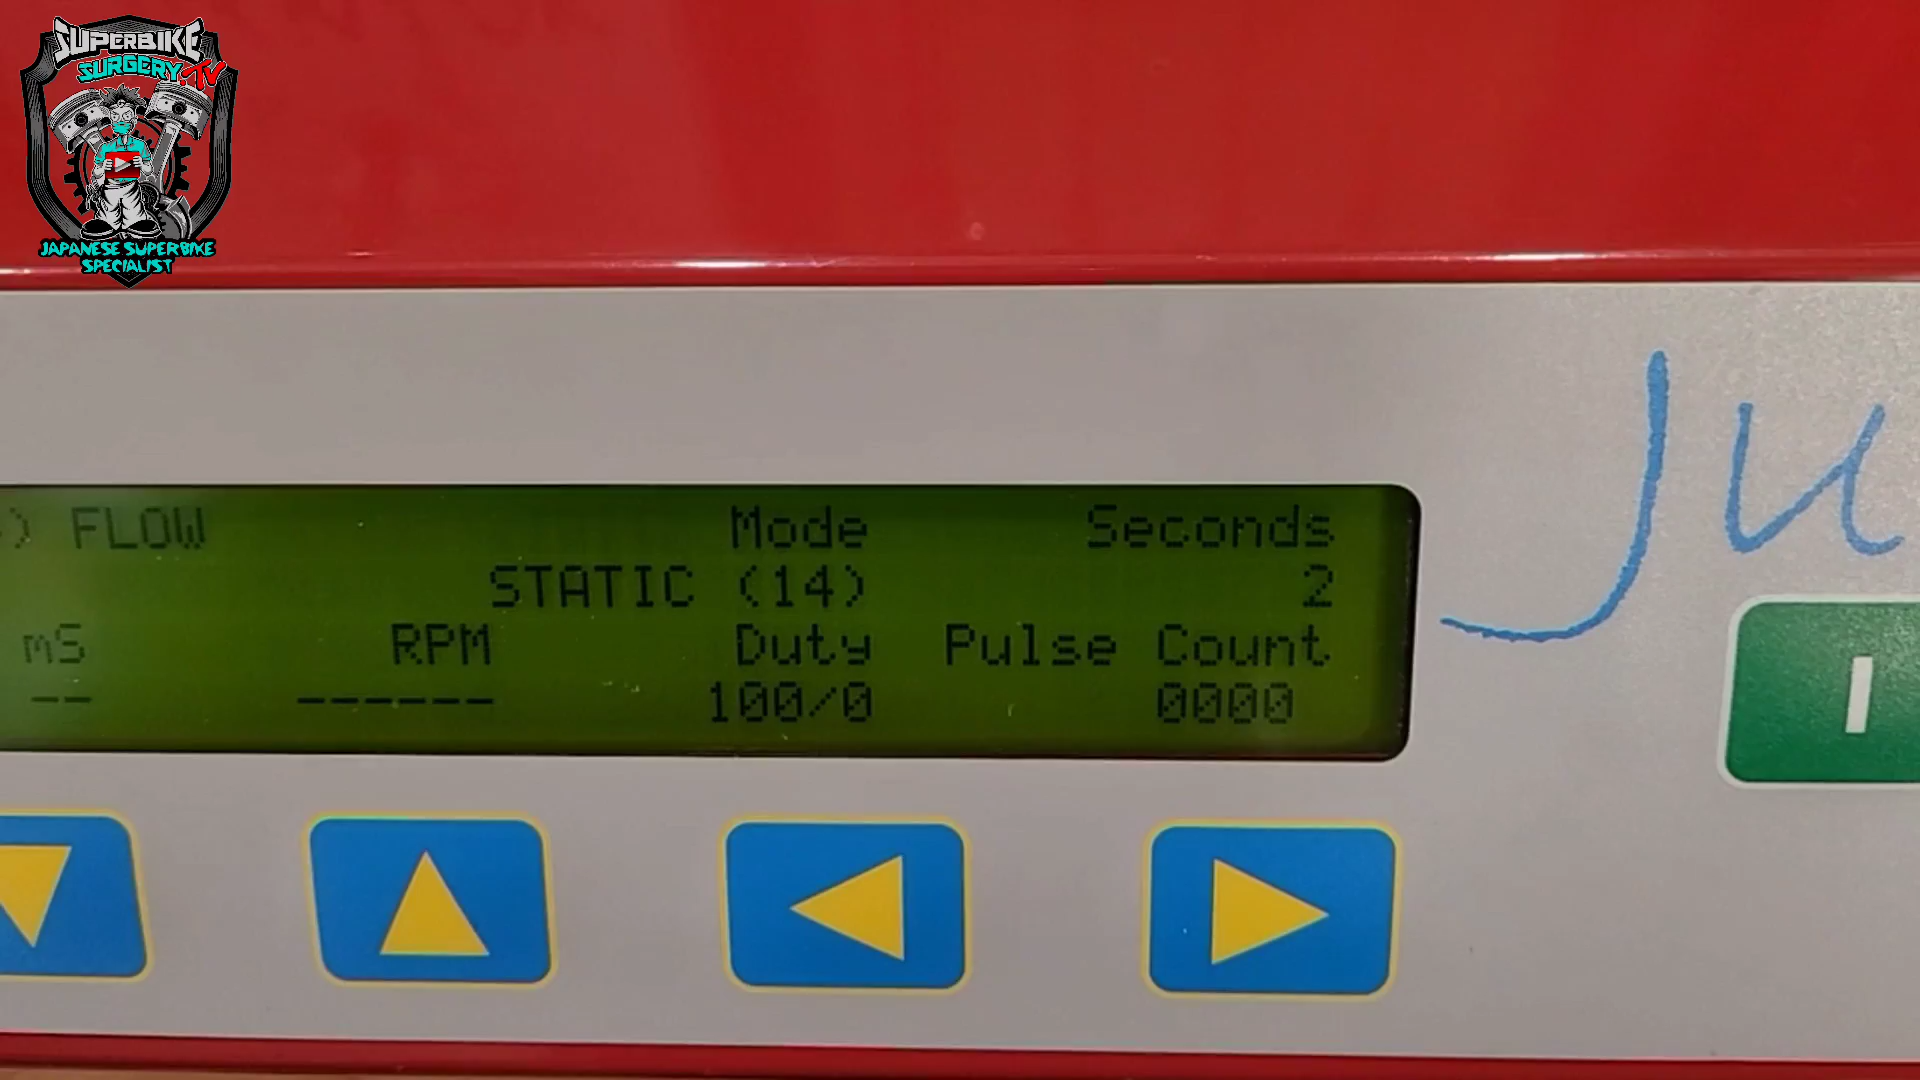 SUPERBIKE
SURGERY.TV
JAPANESE SUPERBIKE
SPECIALIST
) FLOW Mode Seconds
STATIC (14) 2
mS RPM Duty Pulse Count
-- ------ 100/0 0000
Ju
I